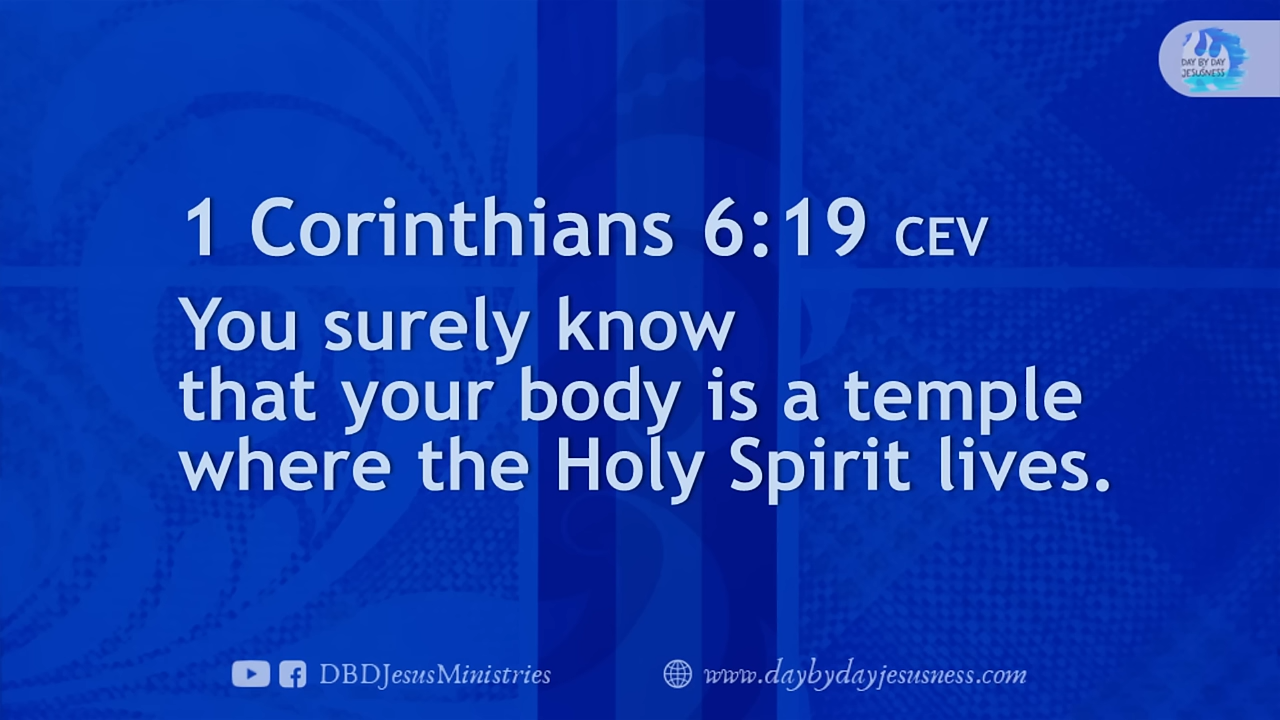 DAY BY DAY
JESUSNESS
1 Corinthians 6:19 CEV
You surely know
that your body is a temple
where the Holy Spirit lives.
DBDJesusMinistries
www.daybydayjesusness.com